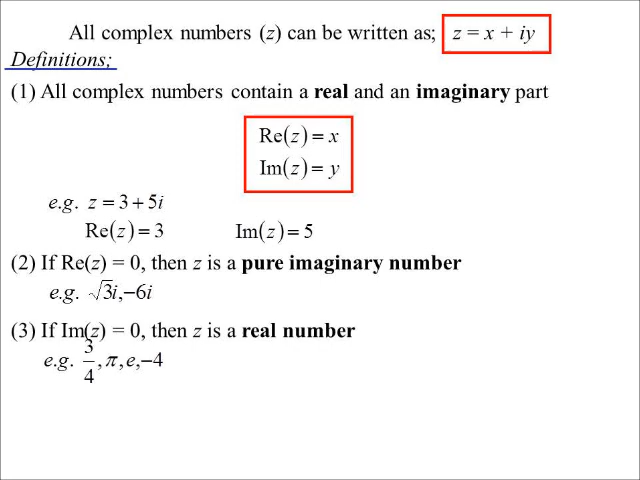 All complex numbers (z) can be written as; z = x + iy
Definitions;
(1) All complex numbers contain a real and an imaginary part
Re(z) = x
Im(z) = y
e.g. z = 3 + 5i
Re(z) = 3 Im(z) = 5
(2) If Re(z) = 0, then z is a pure imaginary number
e.g. √3i,−6i
(3) If Im(z) = 0, then z is a real number
e.g. 3/4, π, e,−4